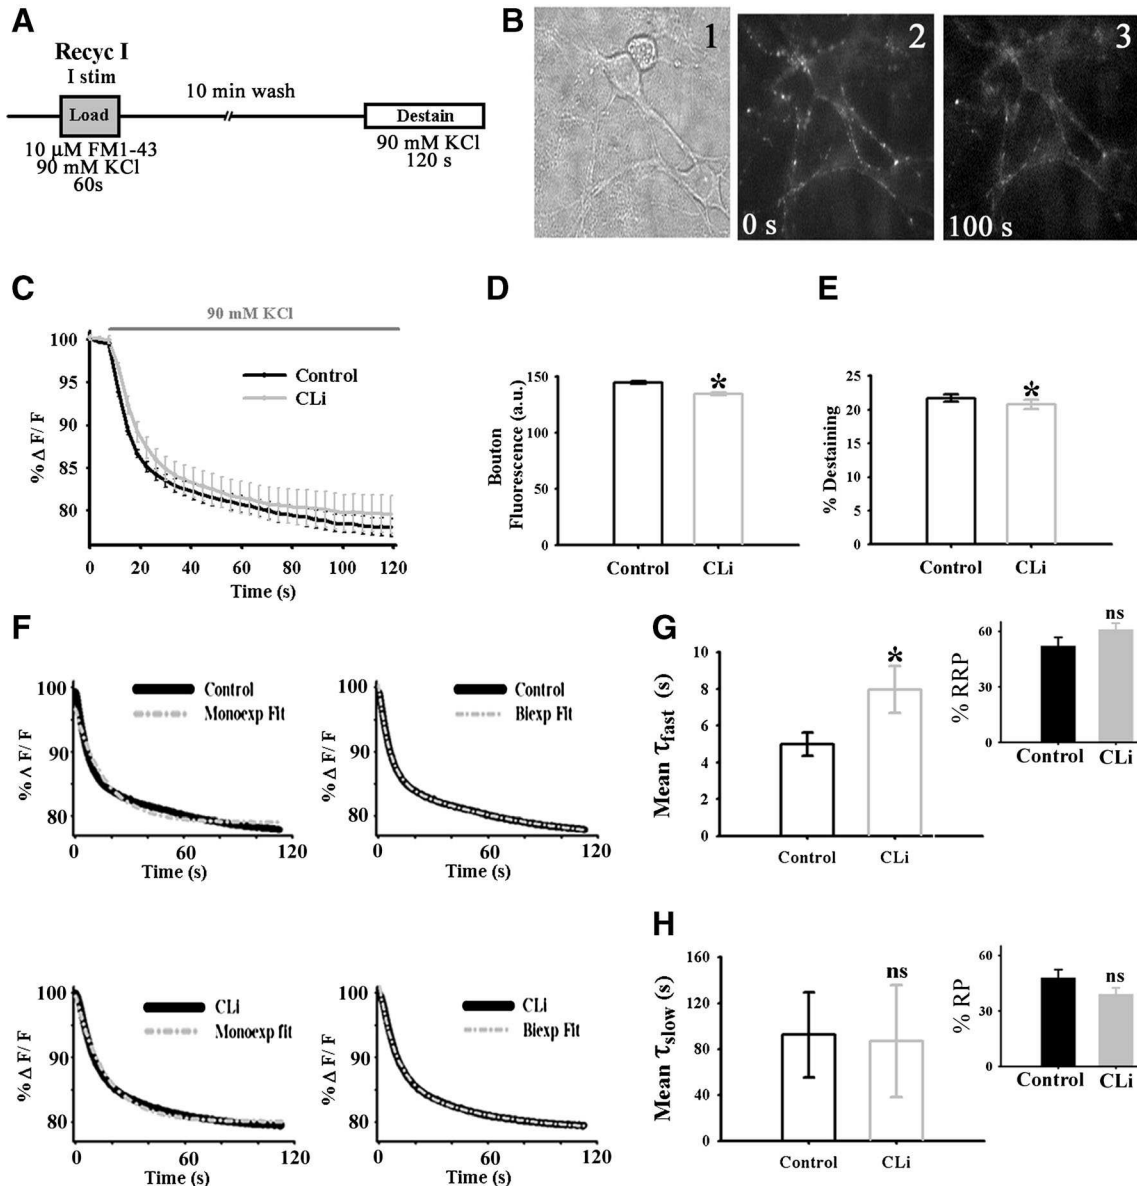 A
Recyc I
I stim
Load
10 min wash
Destain
10 µM FM1-43
90 mM KCl
60s
90 mM KCl
120 s
B
1
2
0 s
3
100 s
C
90 mM KCl
100
95
90
85
80
% Δ F/ F
Control
CLi
0 20 40 60 80 100 120
Time (s)
D
150
100
50
0
Bouton
Fluorescence (a.u.)
*
Control CLi
E
25
20
15
10
5
0
% Destaining
*
Control CLi
F
100
90
80
% Δ F/ F
Control
Monoexp Fit
0 60 120
Time (s)
100
90
80
% Δ F/ F
Control
Biexp Fit
0 60 120
Time (s)
100
90
80
% Δ F/ F
CLi
Monoexp fit
0 60 120
Time (s)
100
90
80
% Δ F/ F
CLi
Biexp Fit
0 60 120
Time (s)
G
10
8
6
4
2
0
Mean τfast (s)
*
Control CLi
60
30
0
% RRP
ns
Control CLi
H
160
120
80
40
0
Mean τslow (s)
ns
Control CLi
60
30
0
% RP
ns
Control CLi